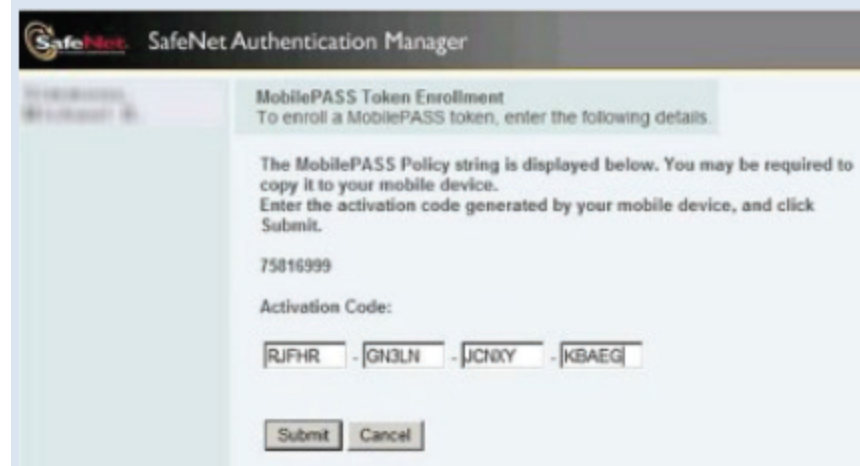 SafeNet. SafeNet Authentication Manager
MobilePASS Token Enrollment
To enroll a MobilePASS token, enter the following details.
The MobilePASS Policy string is displayed below. You may be required to
copy it to your mobile device.
Enter the activation code generated by your mobile device, and click
Submit.
75816999
Activation Code:
RJFHR - GN3LN - JCNXY - KBAEG
Submit Cancel